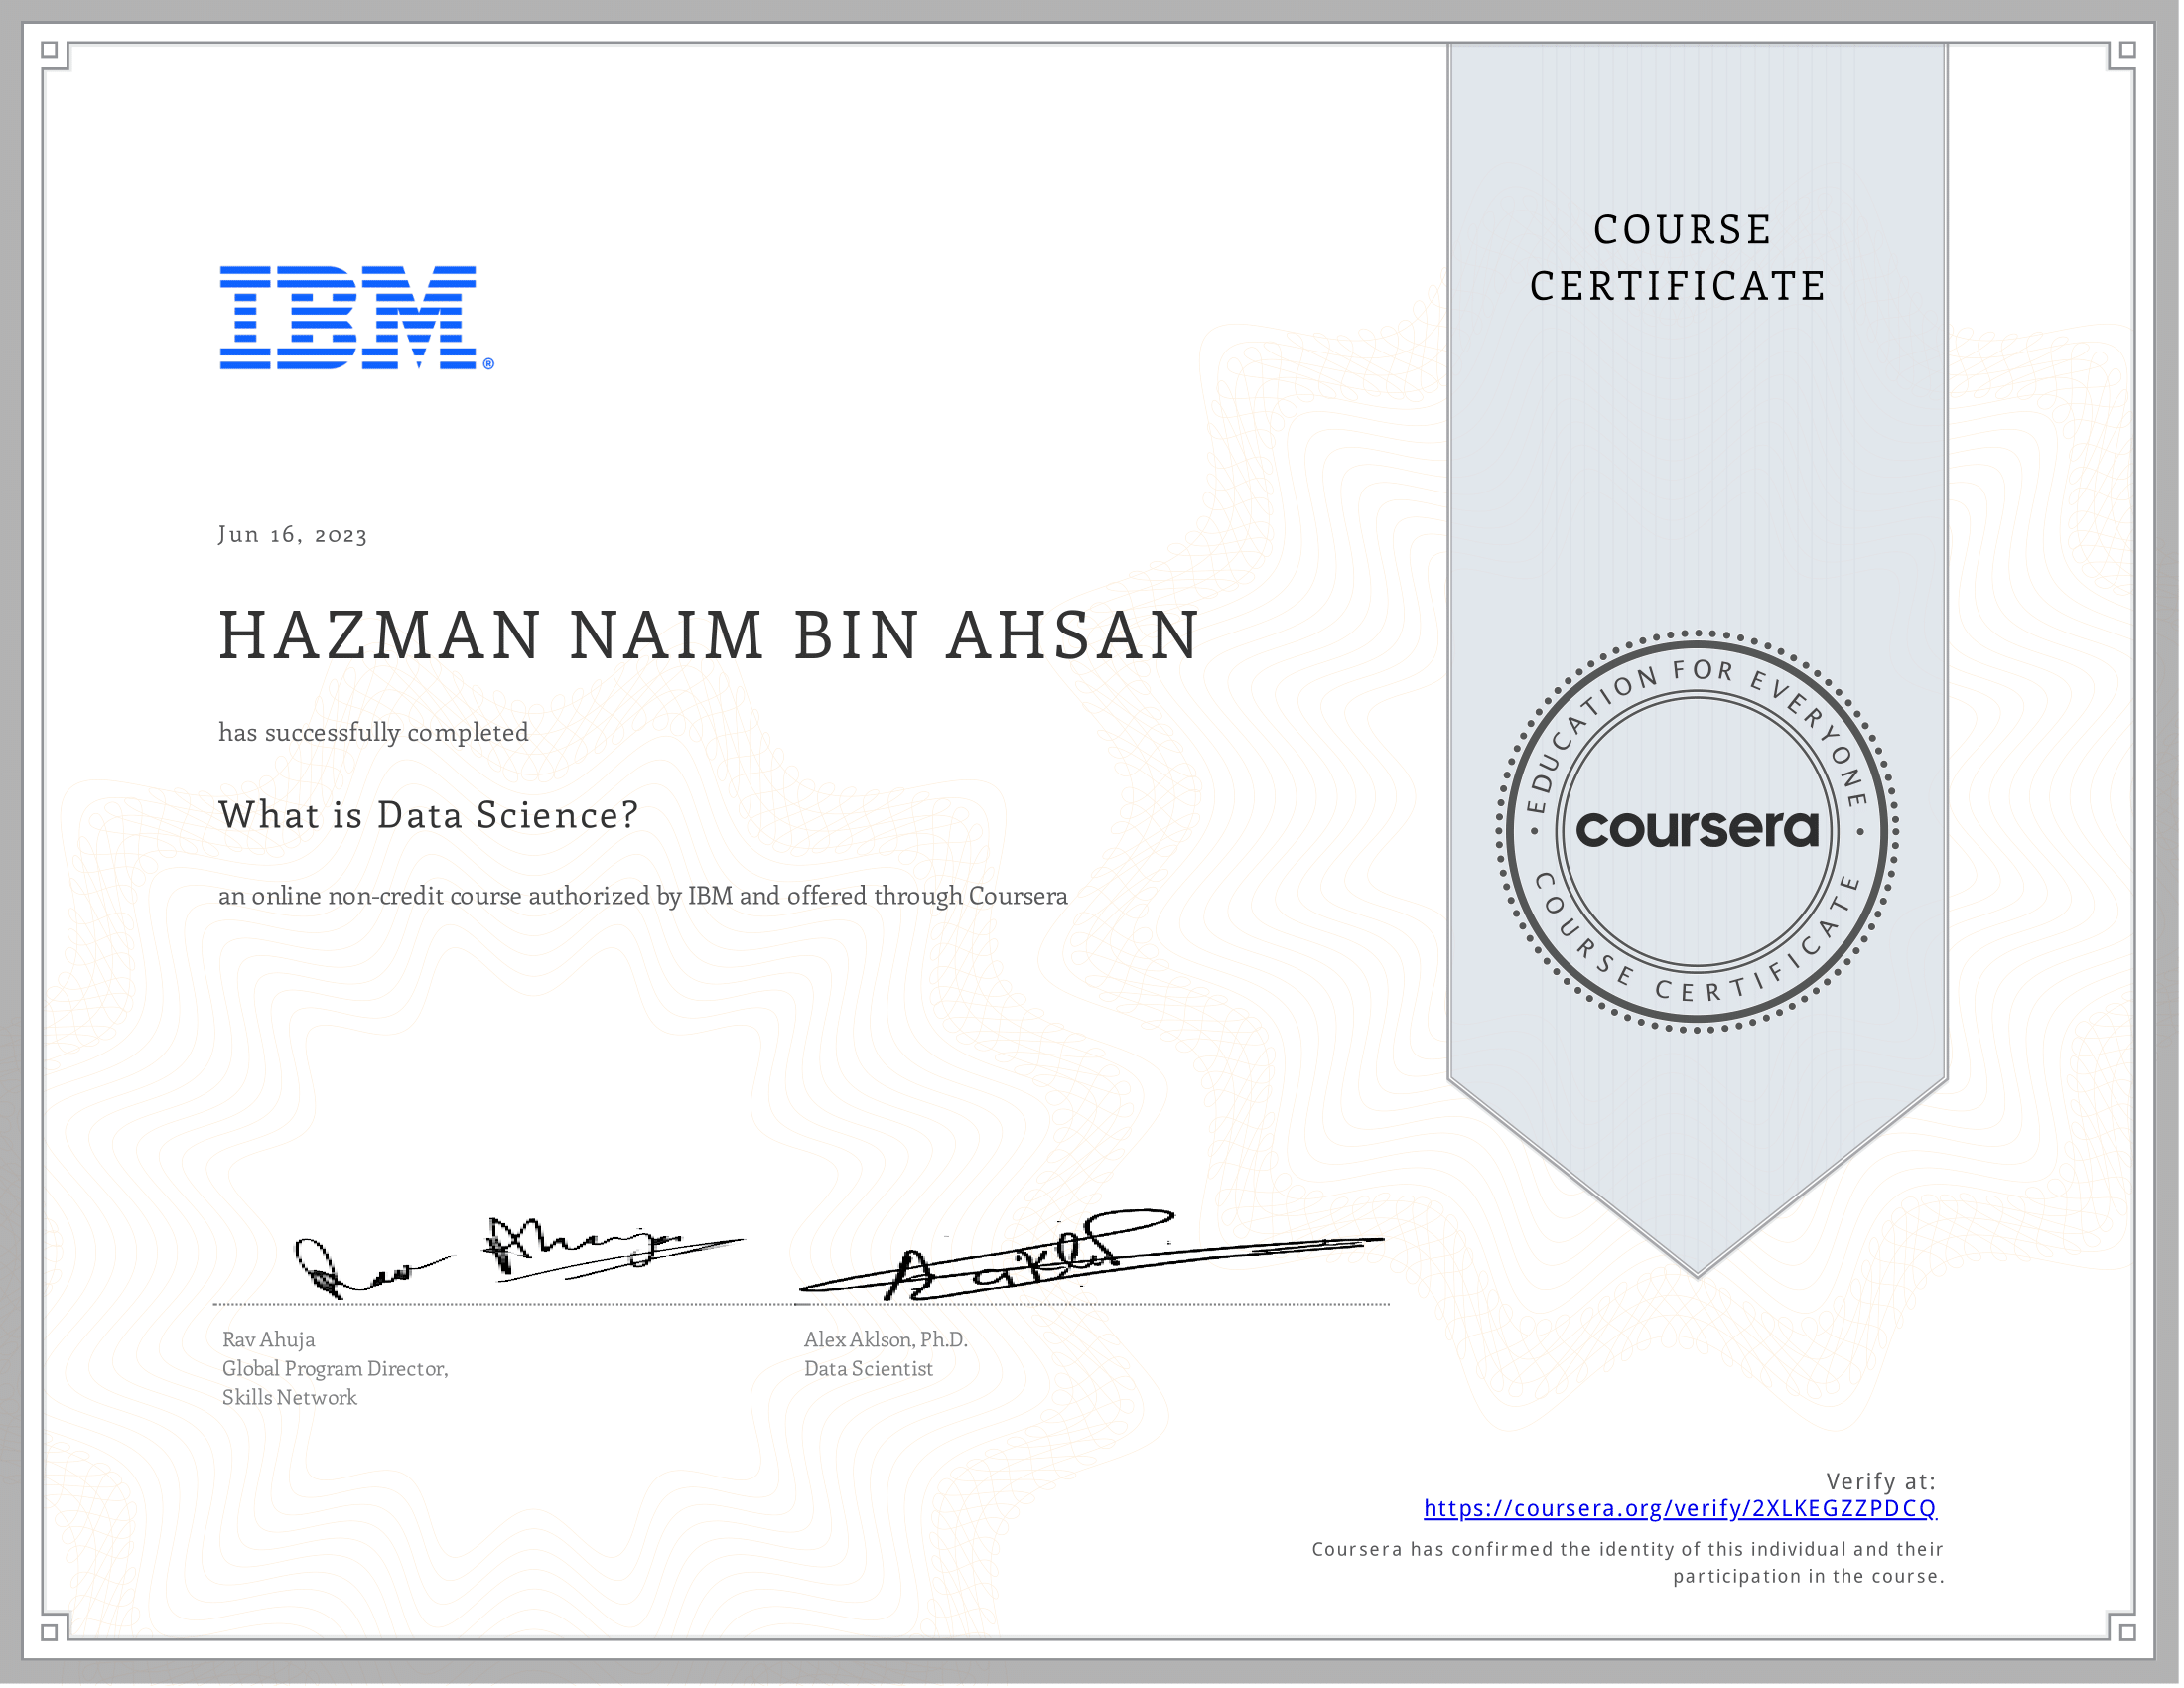 COURSE
CERTIFICATE
IBM®
Jun 16, 2023
HAZMAN NAIM BIN AHSAN
has successfully completed
What is Data Science?
an online non-credit course authorized by IBM and offered through Coursera
EDUCATION FOR EVERYONE
coursera
COURSE CERTIFICATE
Rav Ahuja
Global Program Director,
Skills Network
Alex Aklson, Ph.D.
Data Scientist
Verify at:
https://coursera.org/verify/2XLKEGZZPDCQ
Coursera has confirmed the identity of this individual and their
participation in the course.